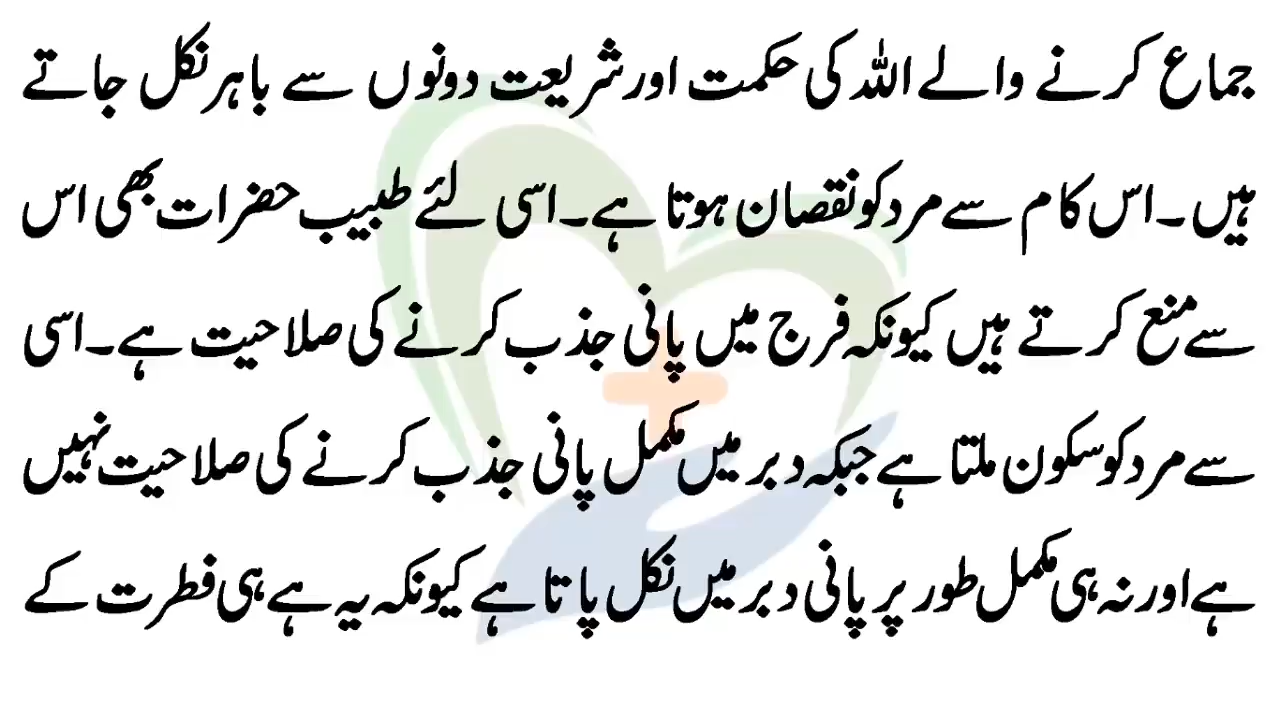 جماع کرنے والے اللہ کی حکمت اور شریعت دونوں سے باہر نکل جاتے
ہیں۔ اس کام سے مرد کو نقصان ہوتا ہے۔ اسی لئے طبیب حضرات بھی اس
سے منع کرتے ہیں کیونکہ فرج میں پانی جذب کرنے کی صلاحیت ہے۔ اسی
سے مرد کو سکون ملتا ہے جبکہ دبر میں مکمل پانی جذب کرنے کی صلاحیت نہیں
ہے اور نہ ہی مکمل طور پر پانی دبر میں نکل پاتا ہے کیونکہ یہ ہے ہی فطرت کے